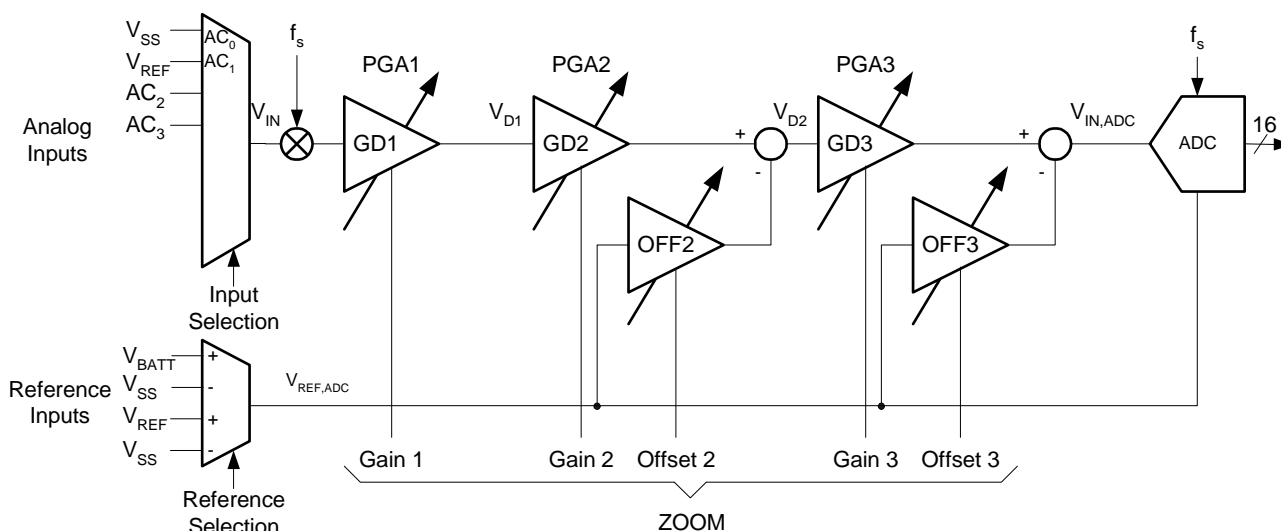 V_SS
V_REF
AC_2
AC_3
AC_0
AC_1
Analog
Inputs
V_IN
f_s
PGA1
GD1
V_D1
PGA2
GD2
+
-
V_D2
OFF2
PGA3
GD3
+
-
V_IN,ADC
OFF3
f_s
ADC
16
Input
Selection
Reference
Inputs
V_BATT
V_SS
V_REF
V_SS
+
-
+
-
V_REF,ADC
Reference
Selection
Gain 1
Gain 2
Offset 2
Gain 3
Offset 3
ZOOM